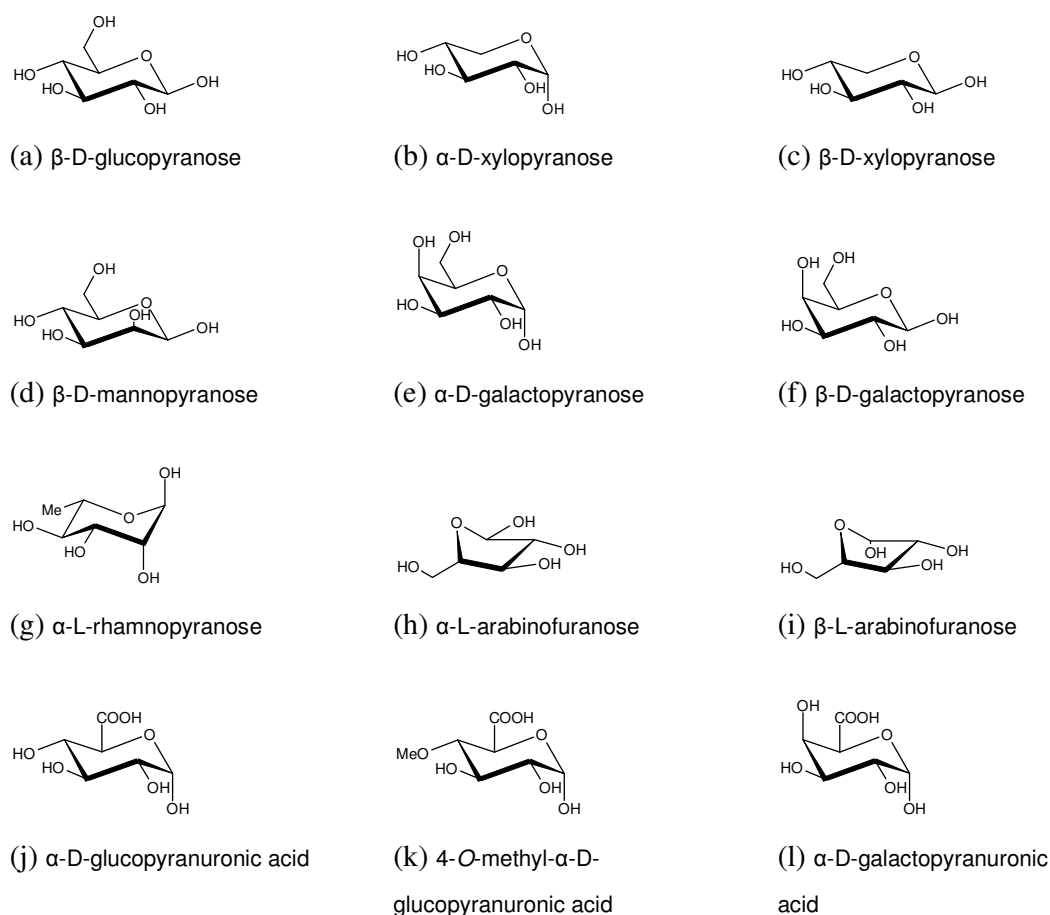 OH
O
HO
OH
HO
OH
(a) β-D-glucopyranose
O
HO
HO
OH
OH
(b) α-D-xylopyranose
O
HO
OH
HO
OH
(c) β-D-xylopyranose
OH
O
OH
HO
OH
HO
(d) β-D-mannopyranose
OH
OH
O
HO
OH
OH
(e) α-D-galactopyranose
OH
OH
O
OH
HO
OH
(f) β-D-galactopyranose
OH
Me
O
HO
HO
OH
(g) α-L-rhamnopyranose
O
OH
OH
HO
OH
(h) α-L-arabinofuranose
O
OH
OH
HO
OH
(i) β-L-arabinofuranose
COOH
O
HO
HO
OH
OH
(j) α-D-glucopyranuronic acid
COOH
O
MeO
HO
OH
OH
(k) 4-O-methyl-α-D-
glucopyranuronic acid
OH
COOH
O
HO
OH
OH
(l) α-D-galactopyranuronic
acid